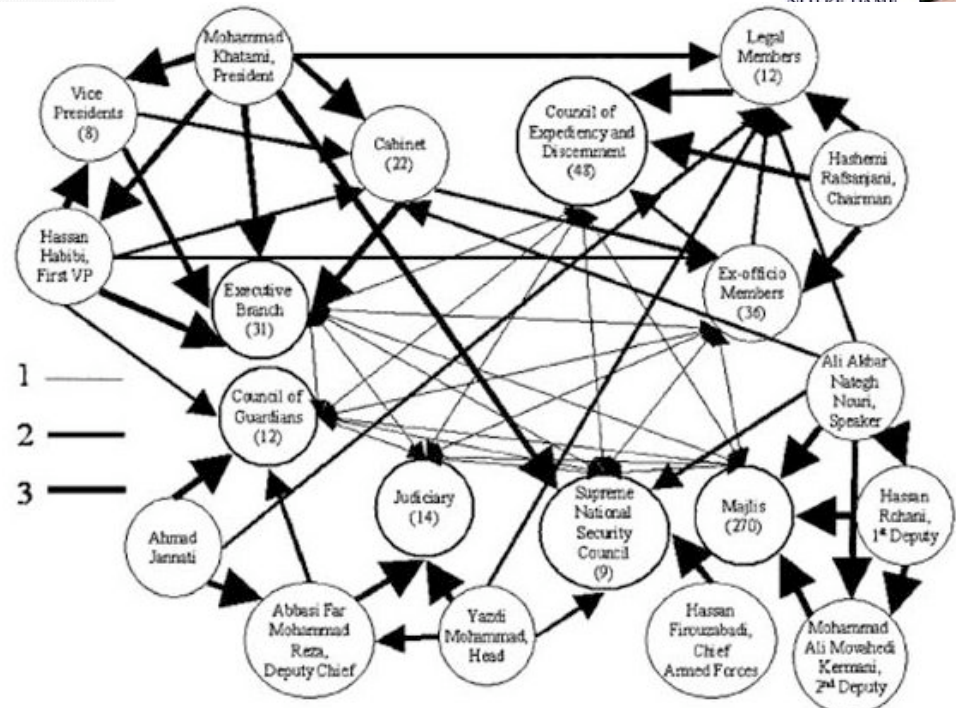 Mohammad
Khatami,
President
Legal
Members
(12)
Vice
Presidents
(8)
Council of
Expediency and
Discernment
(48)
Cabinet
(22)
Hashemi
Rafsanjani,
Chairman
Hassan
Habibi,
First VP
Executive
Branch
(31)
Ex-officio
Members
(36)
1
2
3
Council of
Guardians
(12)
Ali Akbar
Nategh
Nouri,
Speaker
Judiciary
(14)
Supreme
National
Security
Council
(9)
Majlis
(270)
Hassan
Rohani,
1st Deputy
Ahmad
Jannati
Abbasi Far
Mohammad
Reza,
Deputy Chief
Yazdi
Mohammad,
Head
Hassan
Firouzabadi,
Chief
Armed Forces
Mohammad
Ali Movahedi
Kermani,
2nd Deputy